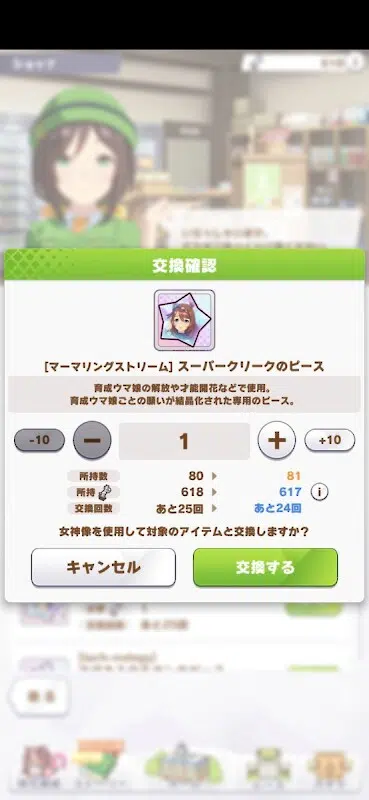 ショップ
交換確認
[マーマリングストリーム] スーパークリークのピース
育成ウマ娘の解放や才能開花などで使用。
育成ウマ娘ごとの願いが結晶化された専用のピース。
-10
1
+10
所持数 80 81
所持 618 617
交換回数 あと25回 あと24回
女神像を使用して対象のアイテムと交換しますか?
キャンセル
交換する